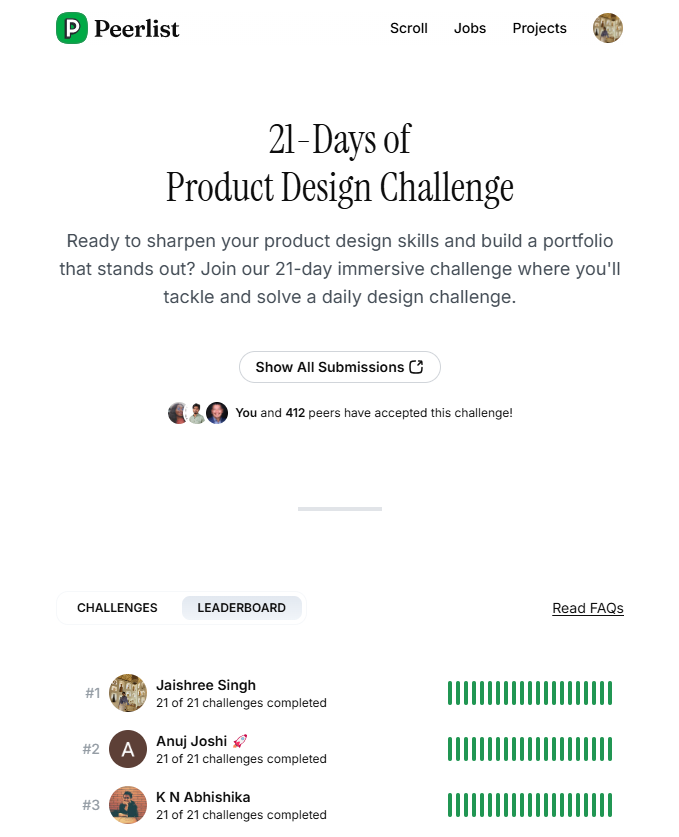 Peerlist
Scroll Jobs Projects
21-Days of
Product Design Challenge
Ready to sharpen your product design skills and build a portfolio
that stands out? Join our 21-day immersive challenge where you'll
tackle and solve a daily design challenge.
Show All Submissions
You and 412 peers have accepted this challenge!
CHALLENGES LEADERBOARD Read FAQs
#1 Jaishree Singh
21 of 21 challenges completed
#2 A Anuj Joshi 🚀
21 of 21 challenges completed
#3 K N Abhishika
21 of 21 challenges completed